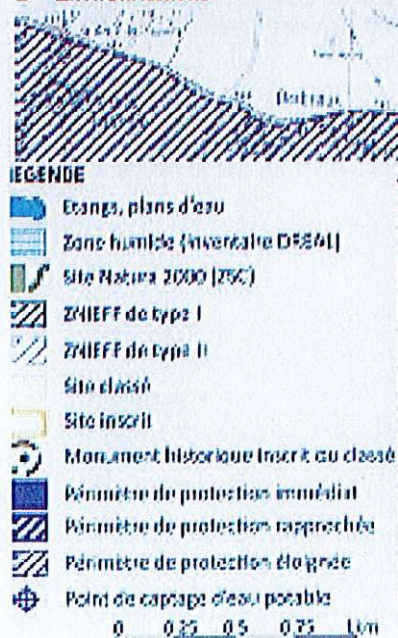 LEGENDE
Etangs, plans d'eau
Zone humide (inventaire DREAL)
Site Natura 2000 (ZSC)
ZNIEFF de type I
ZNIEFF de type II
Site classé
Site inscrit
Monument historique inscrit ou classé
Périmètre de protection immédiat
Périmètre de protection rapprochée
Périmètre de protection éloignée
Point de captage d'eau potable
0 0,25 0,5 0,75 1 km